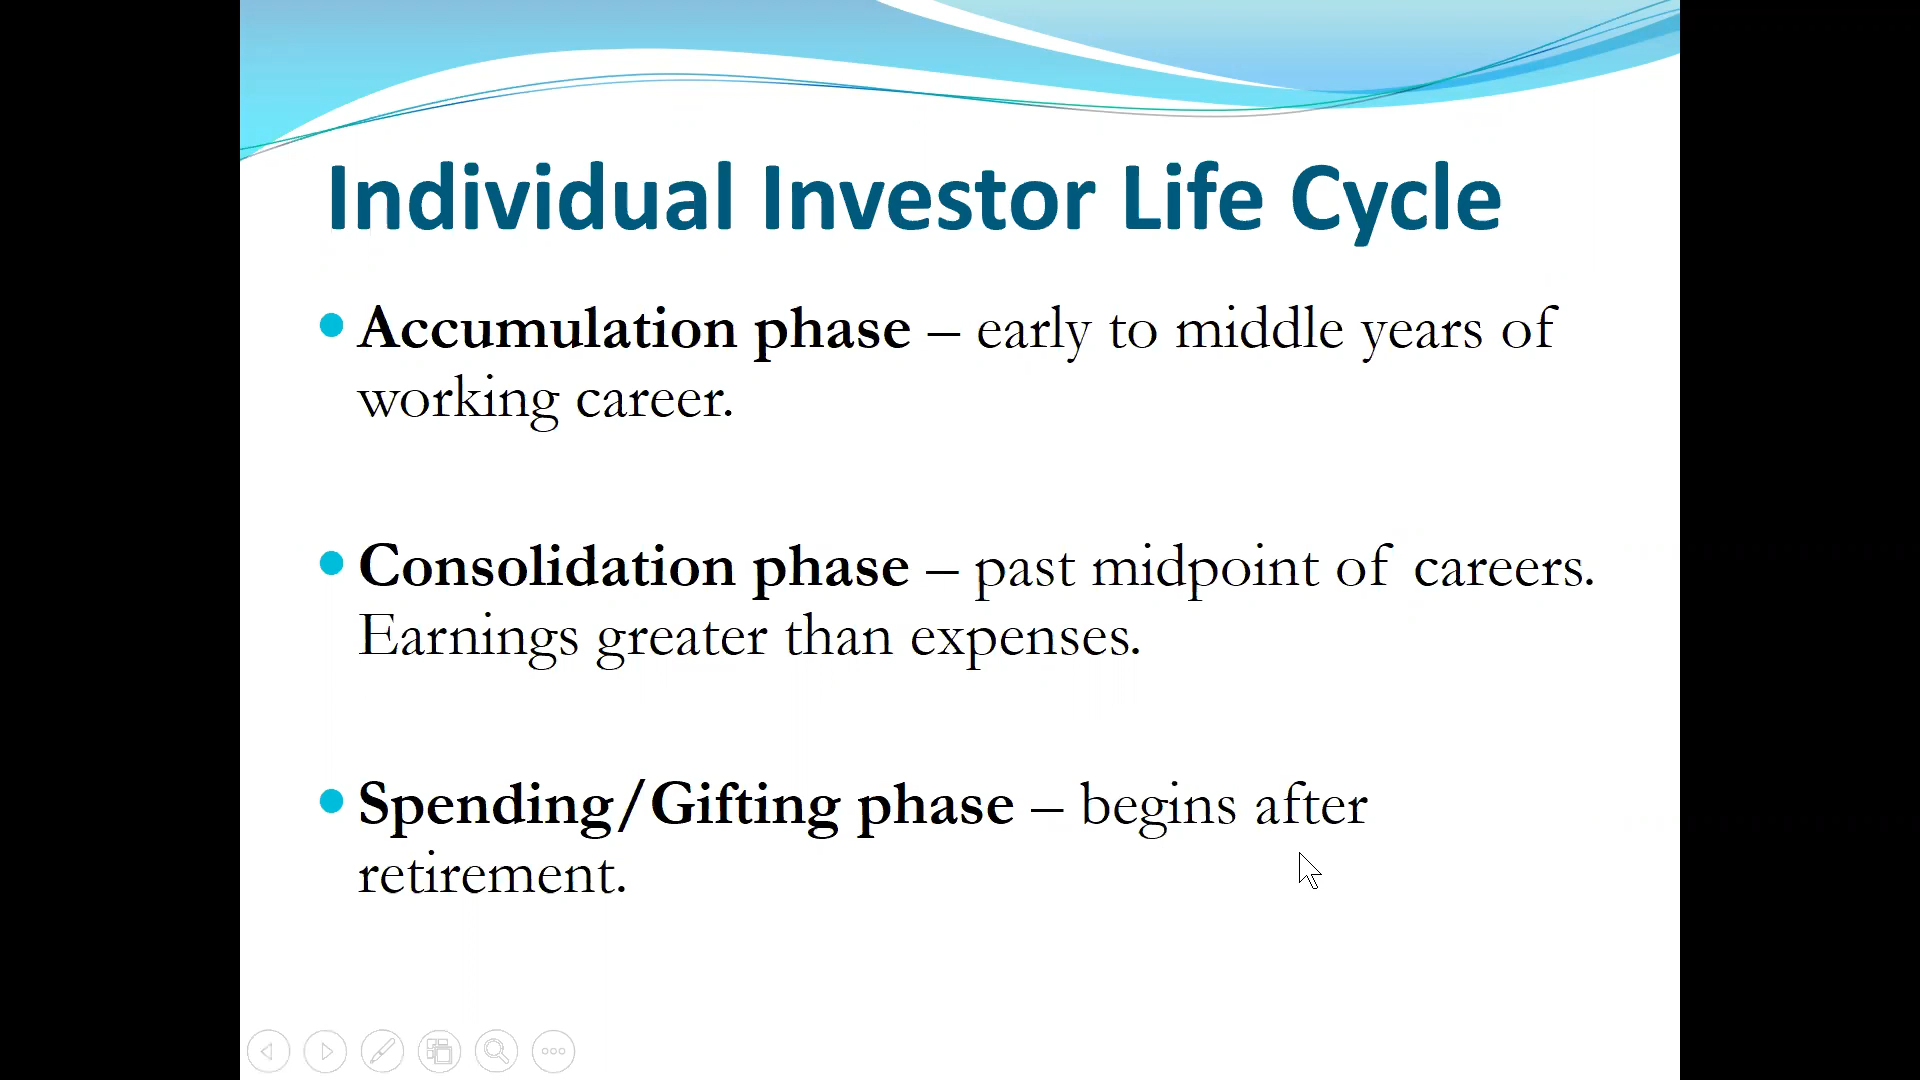 Individual Investor Life Cycle
• Accumulation phase – early to middle years of
working career.
• Consolidation phase – past midpoint of careers.
Earnings greater than expenses.
• Spending/Gifting phase – begins after
retirement.